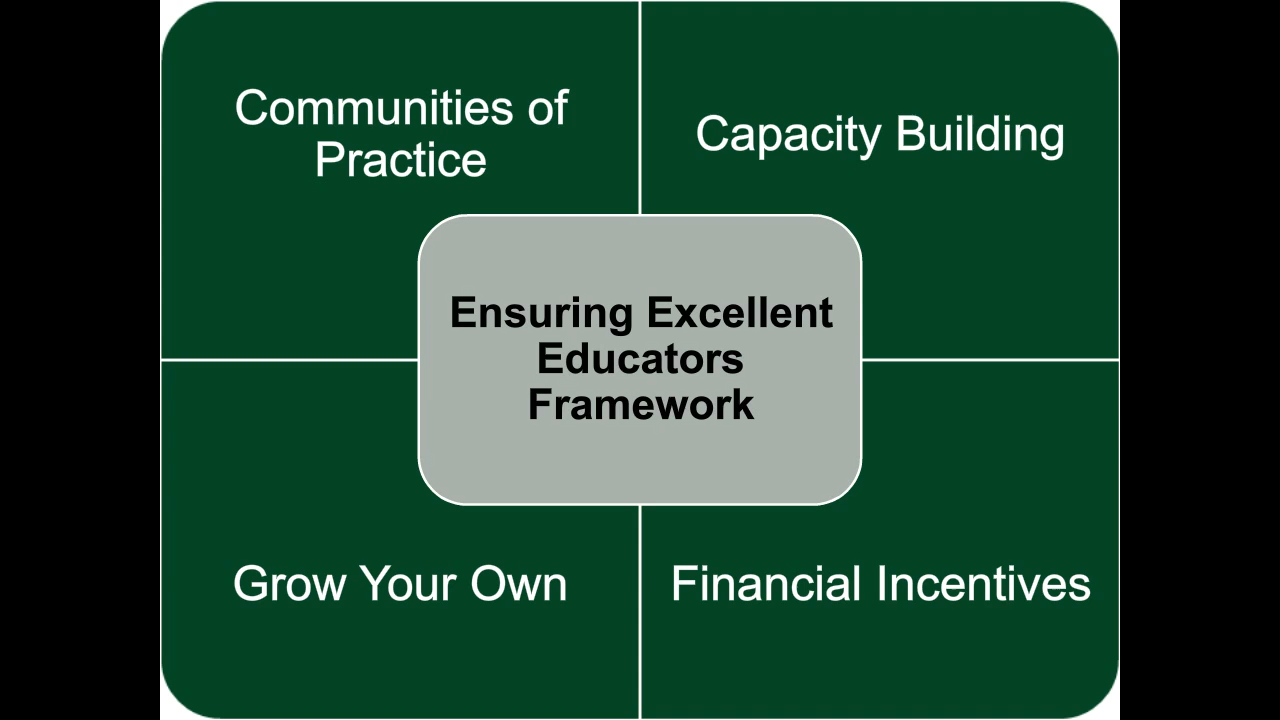 Communities of
Practice
Capacity Building
Ensuring Excellent
Educators
Framework
Grow Your Own
Financial Incentives